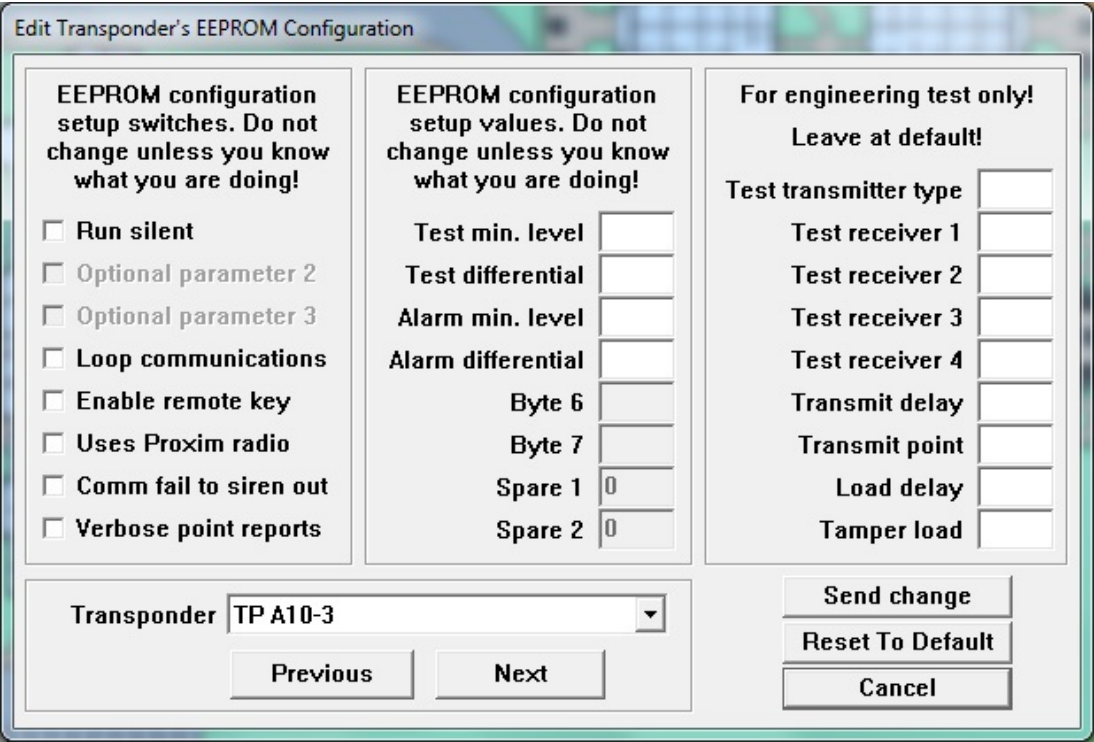 Edit Transponder's EEPROM Configuration
EEPROM configuration
setup switches. Do not
change unless you know
what you are doing!
Run silent
Optional parameter 2
Optional parameter 3
Loop communications
Enable remote key
Uses Proxim radio
Comm fail to siren out
Verbose point reports
EEPROM configuration
setup values. Do not
change unless you know
what you are doing!
Test min. level
Test differential
Alarm min. level
Alarm differential
Byte 6
Byte 7
Spare 1 0
Spare 2 0
For engineering test only!
Leave at default!
Test transmitter type
Test receiver 1
Test receiver 2
Test receiver 3
Test receiver 4
Transmit delay
Transmit point
Load delay
Tamper load
Transponder TP A10-3
Previous Next
Send change
Reset To Default
Cancel